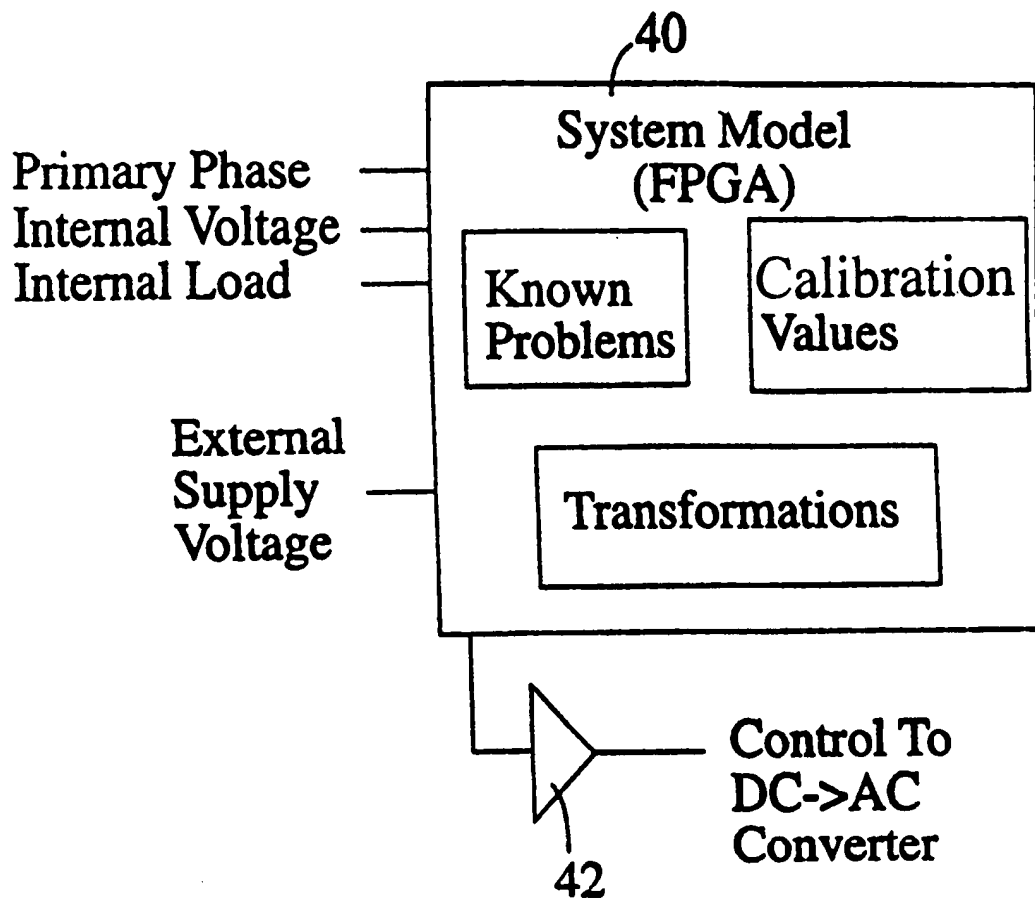 40
System Model
(FPGA)
Primary Phase
Internal Voltage
Internal Load
Known
Problems
Calibration
Values
External
Supply
Voltage
Transformations
Control To
DC->AC
Converter
42